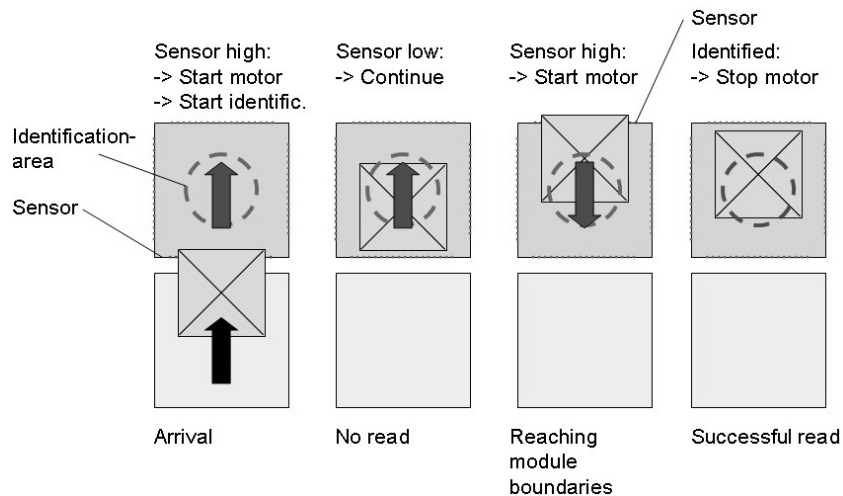 Sensor
Sensor high:
-> Start motor
-> Start identific.
Sensor low:
-> Continue
Sensor high:
-> Start motor
Identified:
-> Stop motor
Identification-
area
Sensor
Arrival
No read
Reaching
module
boundaries
Successful read